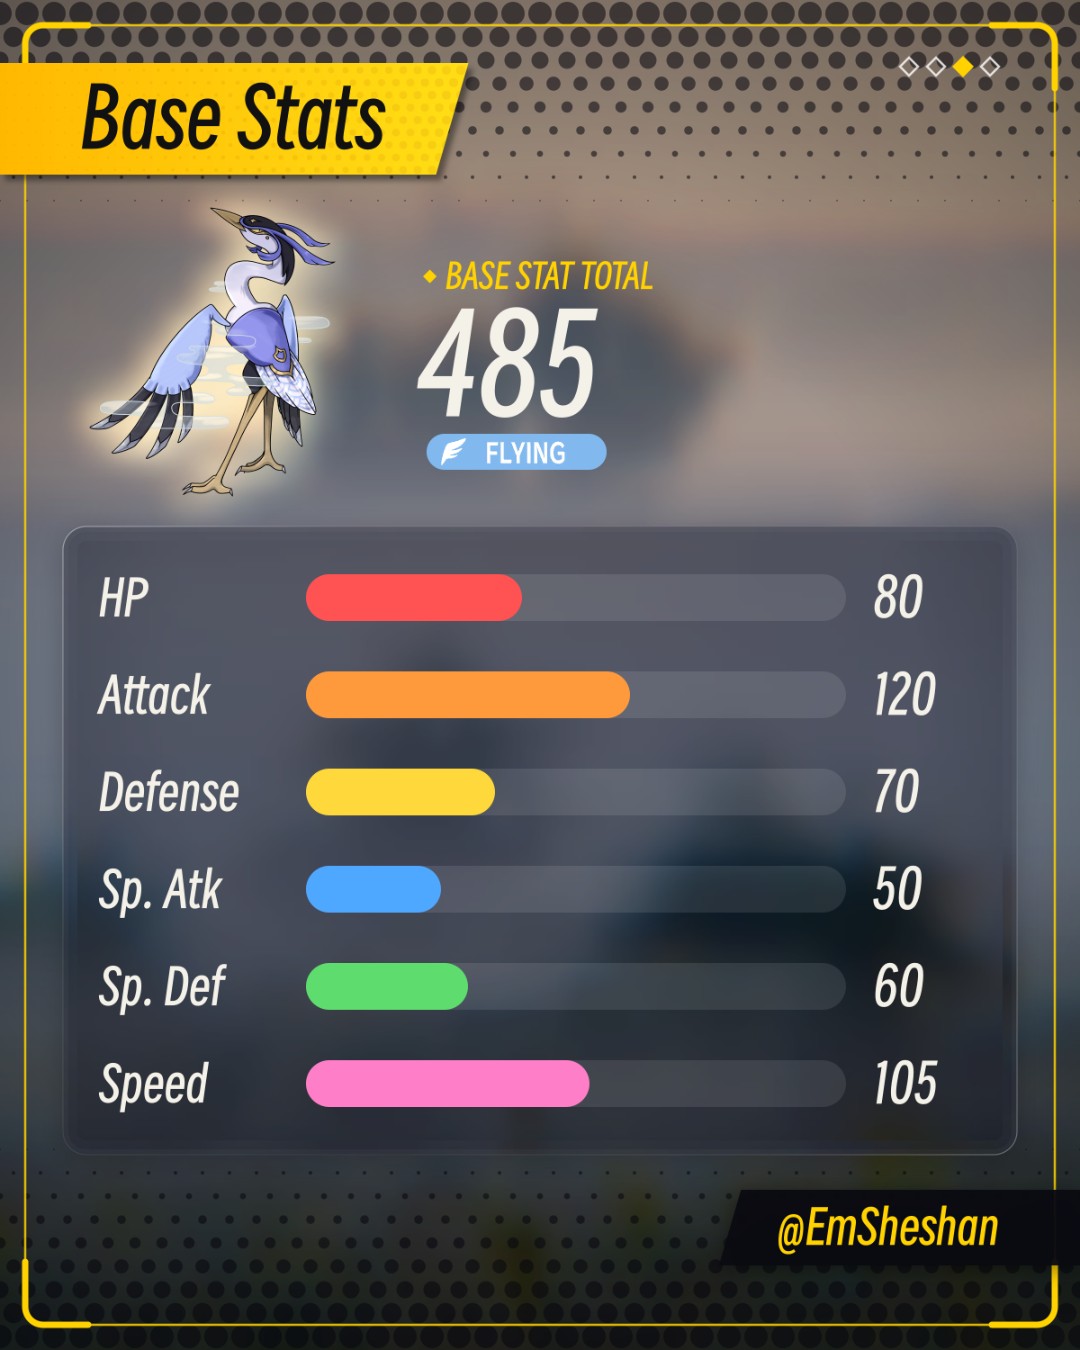 Base Stats
BASE STAT TOTAL
485
FLYING
HP 80
Attack 120
Defense 70
Sp. Atk 50
Sp. Def 60
Speed 105
@EmSheshan